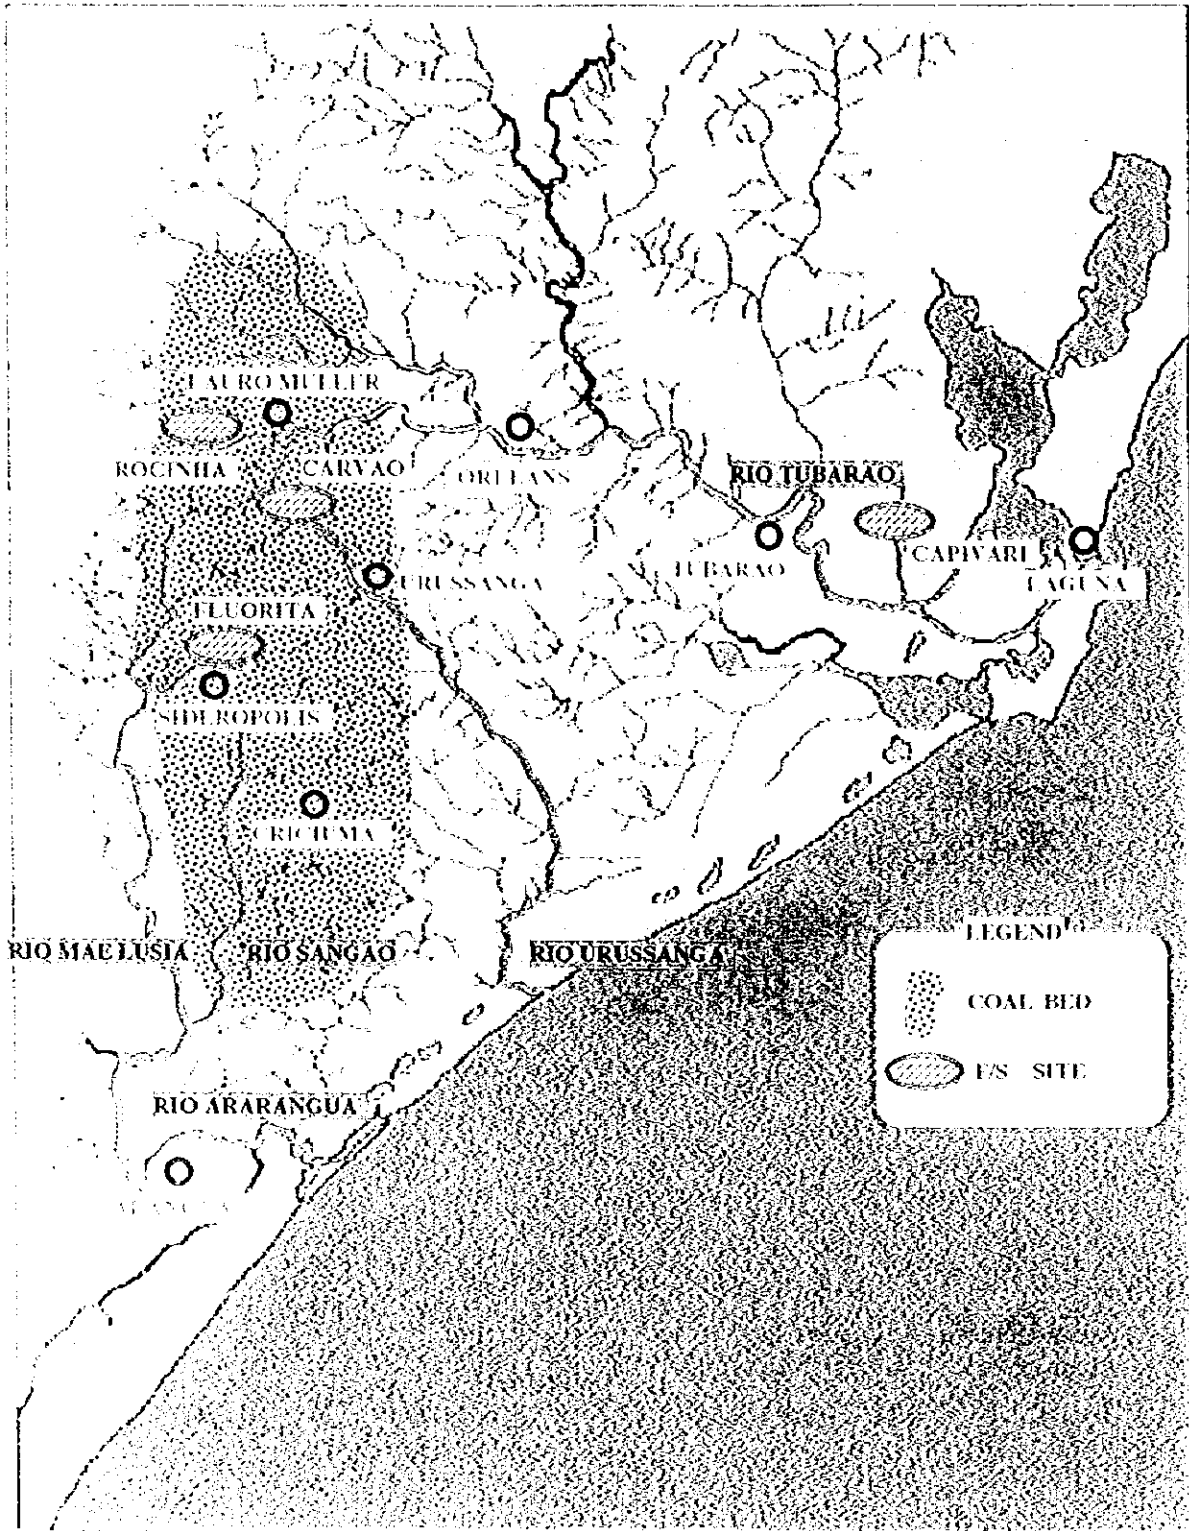 LAURO MULLER
ROCINHA
CARVAO
ORLEANS
RIO TUBARAO
URUSSANGA
TUBARAO
CAPIVARI
LAGUNA
FLUORITA
SIDEROPOLIS
CRICIUMA
RIO MAE LUSIA
RIO SANGAO
RIO URUSSANGA
LEGEND
COAL BED
F/S SITE
RIO ARARANGUA